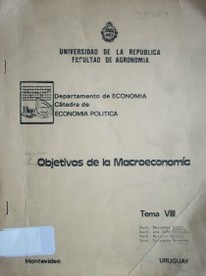 UNIVERSIDAD DE LA REPUBLICA
FACULTAD DE AGRONOMIA
Departamento de ECONOMIA
Cátedra de
ECONOMIA POLITICA
Objetivos de la Macroeconomía
Tema VIII
Montevideo
URUGUAY